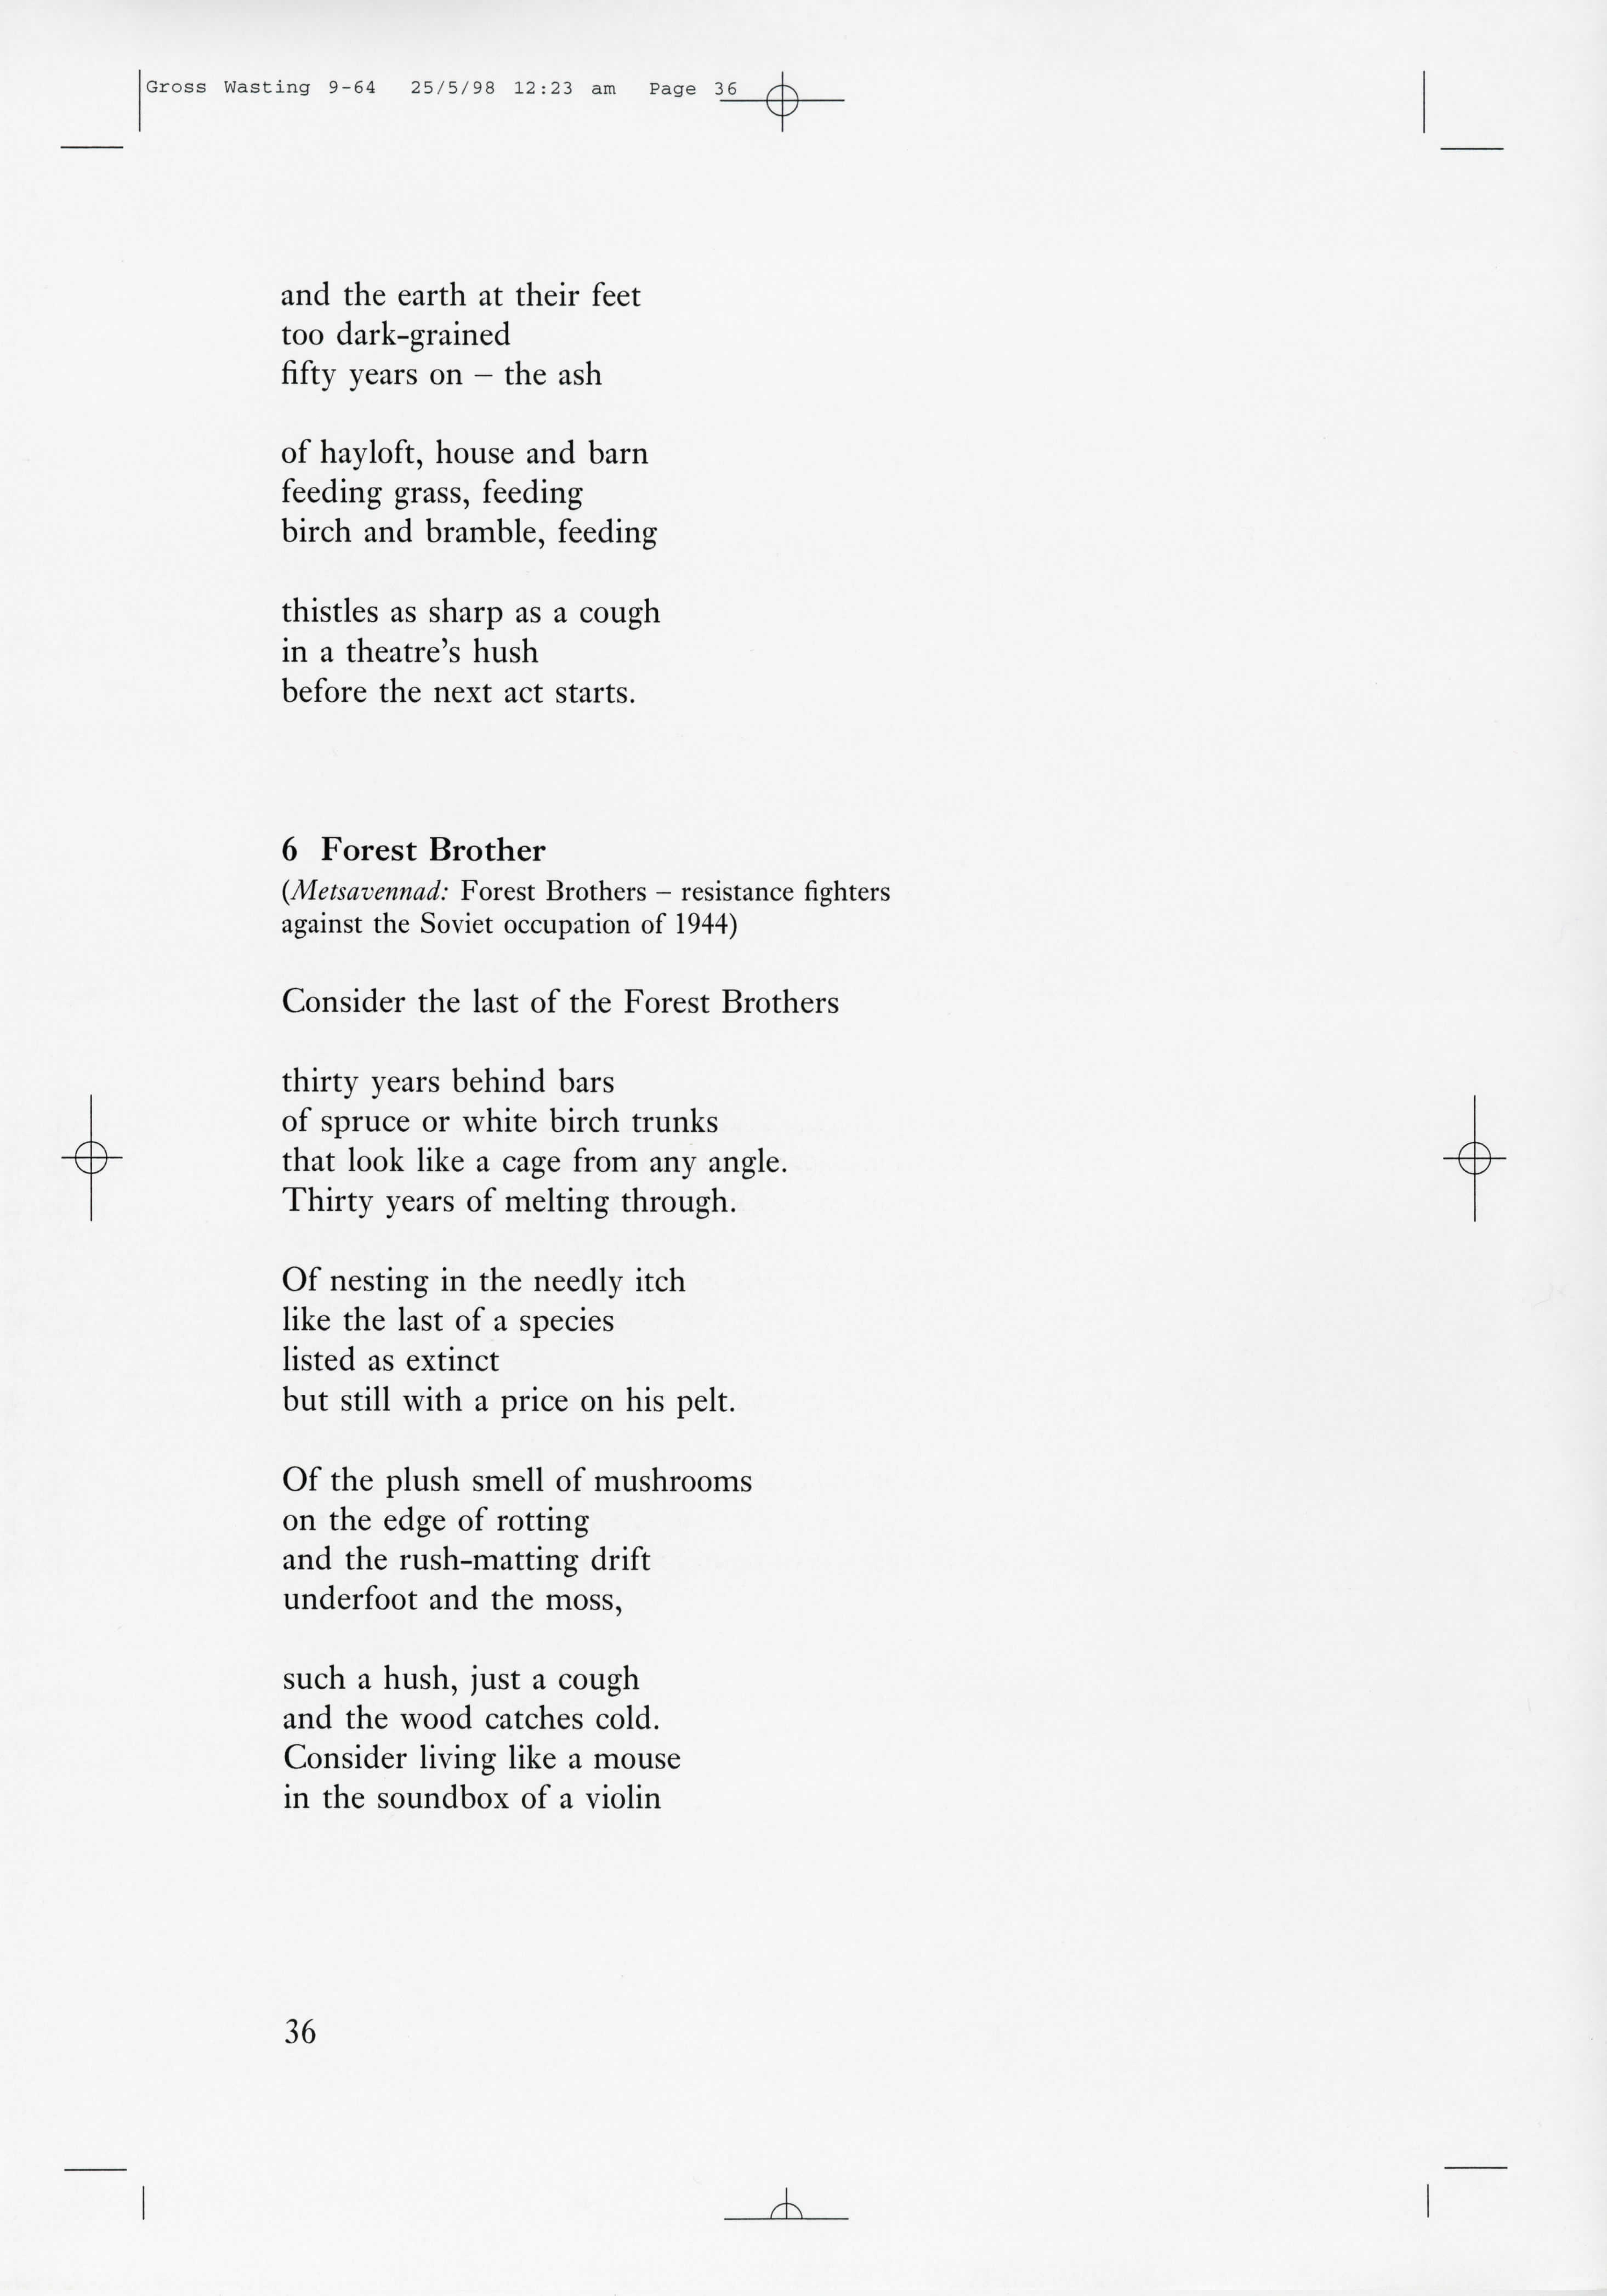 Gross Wasting 9-64 25/5/98 12:23 am Page 36
and the earth at their feet
too dark-grained
fifty years on – the ash
of hayloft, house and barn
feeding grass, feeding
birch and bramble, feeding
thistles as sharp as a cough
in a theatre’s hush
before the next act starts.
6 Forest Brother
(Metsavennad: Forest Brothers – resistance fighters
against the Soviet occupation of 1944)
Consider the last of the Forest Brothers
thirty years behind bars
of spruce or white birch trunks
that look like a cage from any angle.
Thirty years of melting through.
Of nesting in the needly itch
like the last of a species
listed as extinct
but still with a price on his pelt.
Of the plush smell of mushrooms
on the edge of rotting
and the rush-matting drift
underfoot and the moss,
such a hush, just a cough
and the wood catches cold.
Consider living like a mouse
in the soundbox of a violin
36